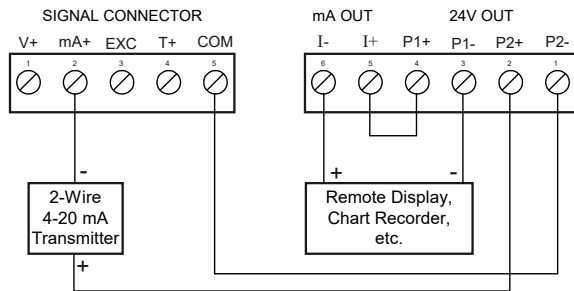 SIGNAL CONNECTOR
mA OUT 24V OUT
V+ mA+ EXC T+ COM
I- I+ P1+ P1- P2+ P2-
1 2 3 4 5
6 5 4 3 2 1
-
+ -
2-Wire
4-20 mA
Transmitter
Remote Display,
Chart Recorder,
etc.
+